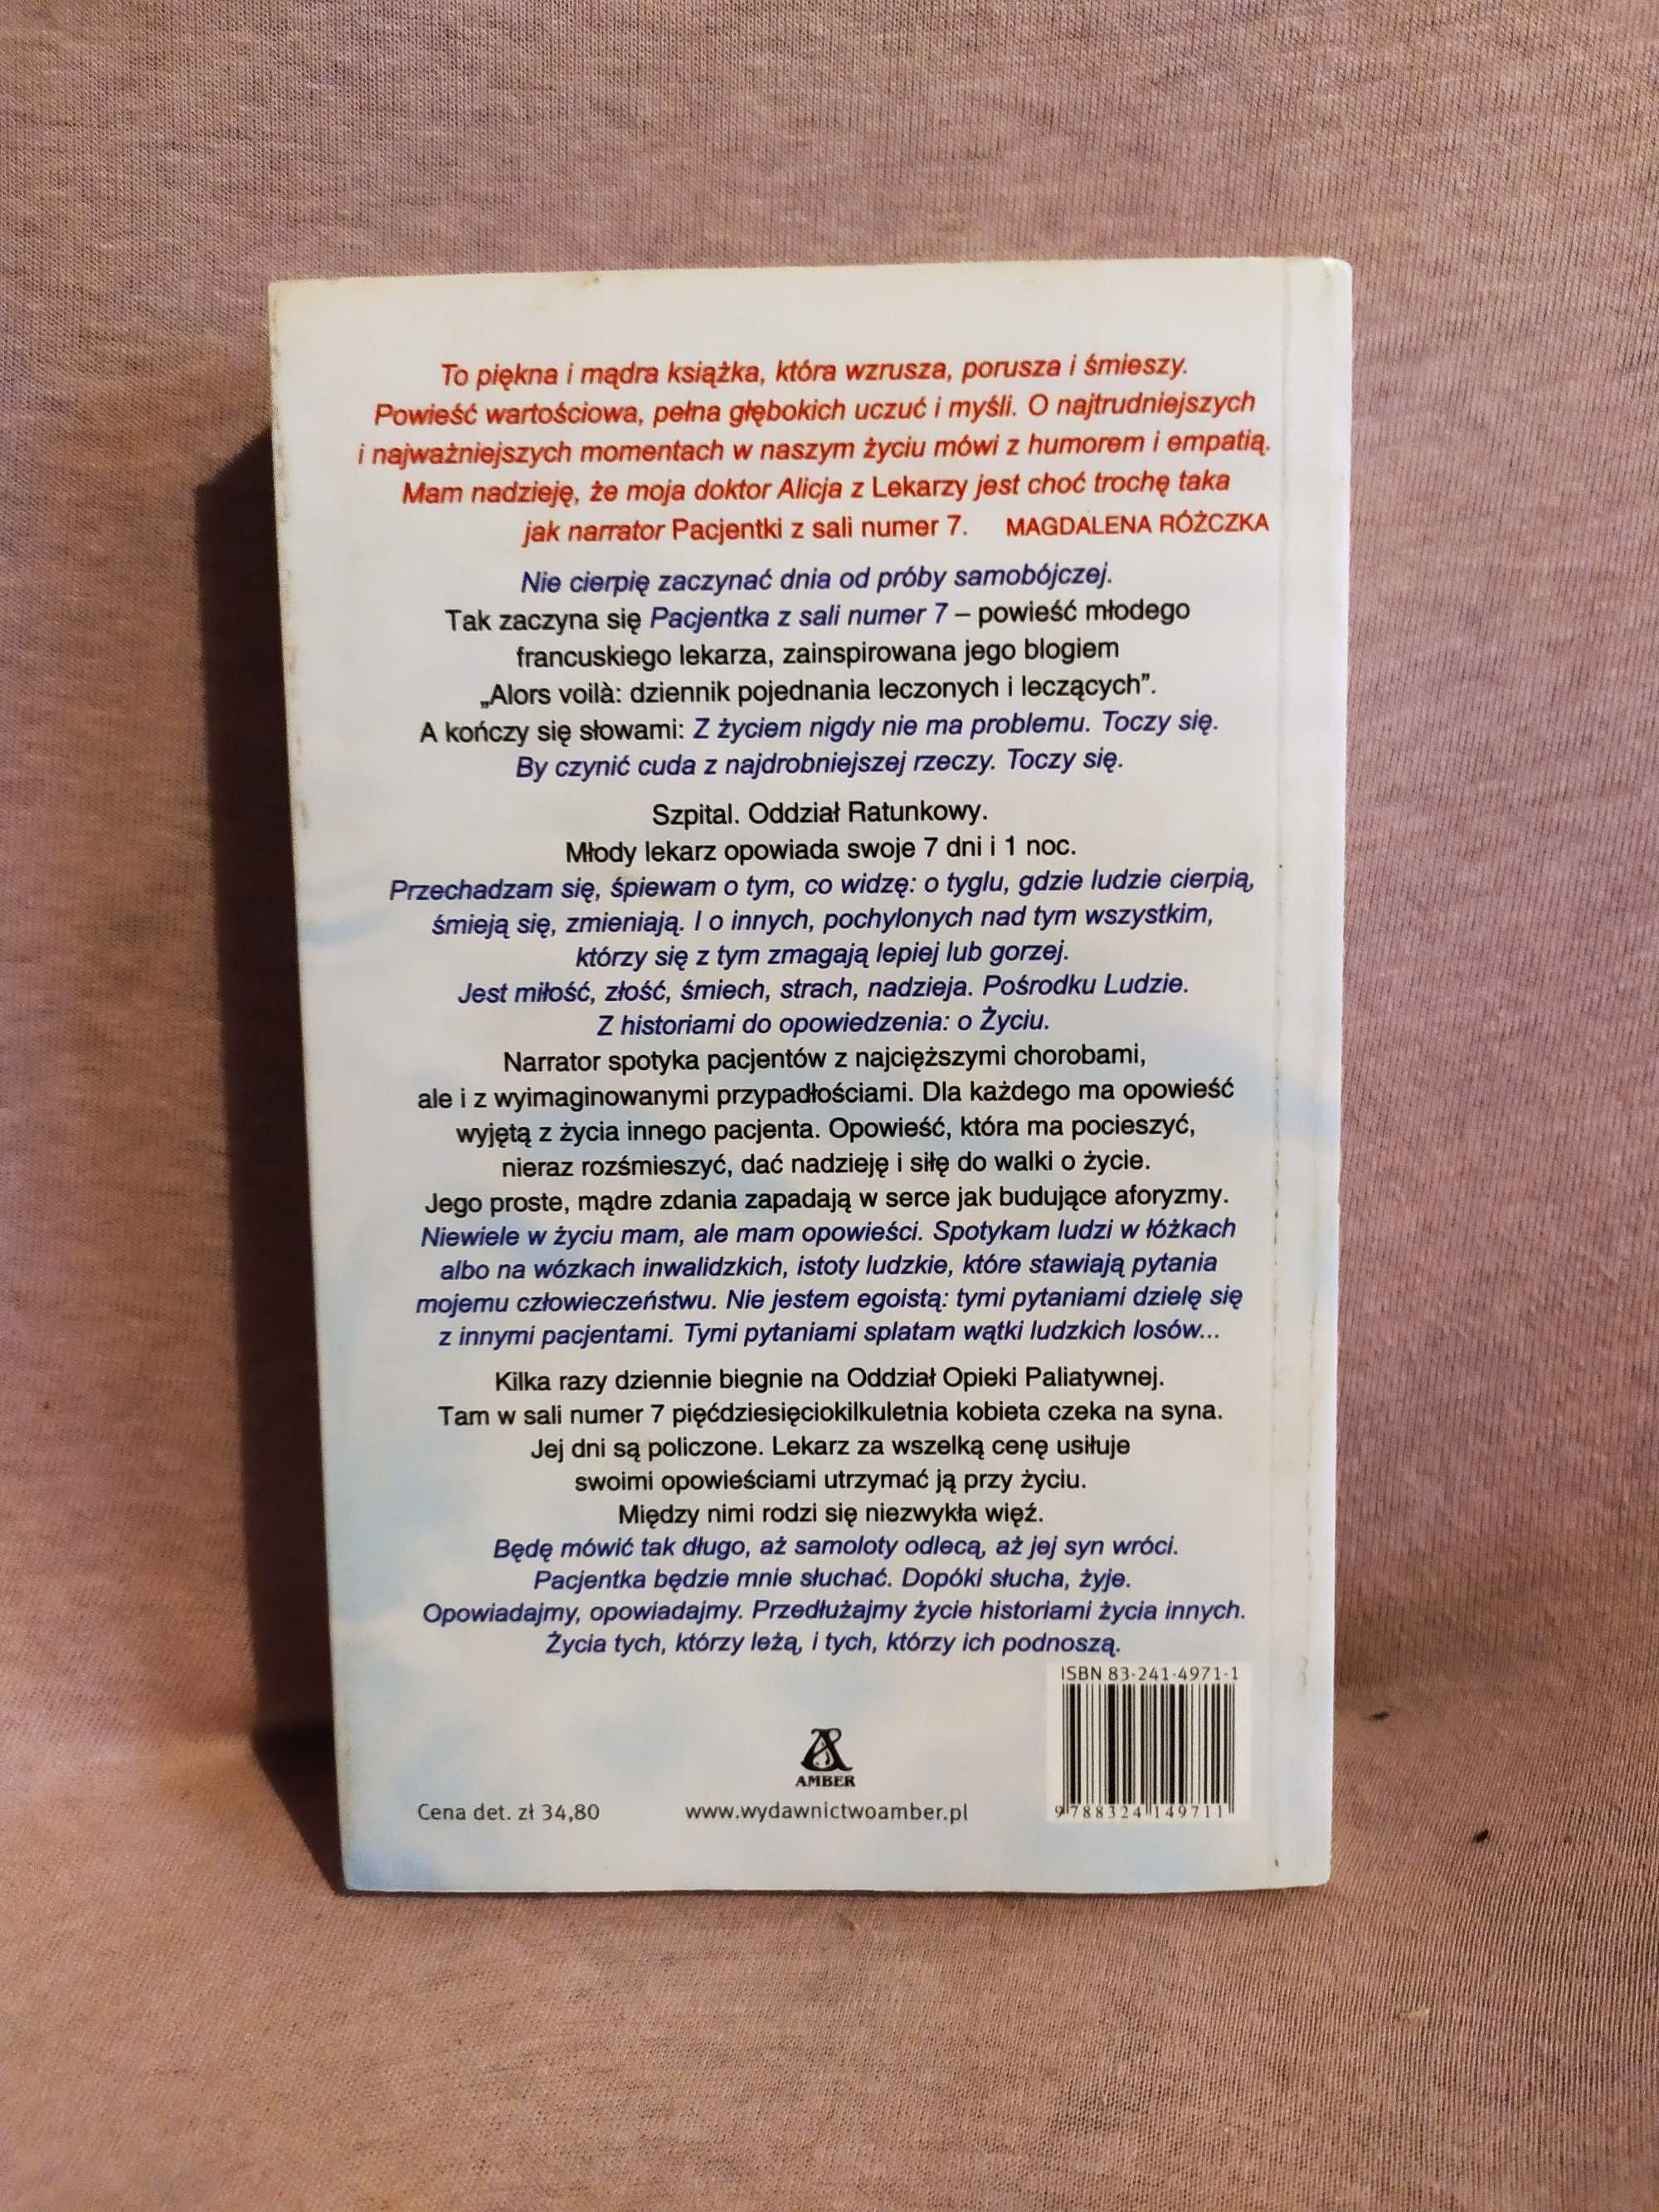 To piękna i mądra książka, która wzrusza, porusza i śmieszy.
Powieść wartościowa, pełna głębokich uczuć i myśli. O najtrudniejszych
i najważniejszych momentach w naszym życiu mówi z humorem i empatią.
Mam nadzieję, że moja doktor Alicja z Lekarzy jest choć trochę taka
jak narrator Pacjentki z sali numer 7. MAGDALENA RÓŻCZKA
Nie cierpię zaczynać dnia od próby samobójczej.
Tak zaczyna się Pacjentka z sali numer 7 – powieść młodego
francuskiego lekarza, zainspirowana jego blogiem
„Alors voilà: dziennik pojednania leczonych i leczących”.
A kończy się słowami: Z życiem nigdy nie ma problemu. Toczy się.
By czynić cuda z najdrobniejszej rzeczy. Toczy się.
Szpital. Oddział Ratunkowy.
Młody lekarz opowiada swoje 7 dni i 1 noc.
Przechadzam się, śpiewam o tym, co widzę: o tyglu, gdzie ludzie cierpią,
śmieją się, zmieniają. I o innych, pochylonych nad tym wszystkim,
którzy się z tym zmagają lepiej lub gorzej.
Jest miłość, złość, śmiech, strach, nadzieja. Pośrodku Ludzie.
Z historiami do opowiedzenia: o Życiu.
Narrator spotyka pacjentów z najcięższymi chorobami,
ale i z wyimaginowanymi przypadłościami. Dla każdego ma opowieść
wyjętą z życia innego pacjenta. Opowieść, która ma pocieszyć,
nieraz rozśmieszyć, dać nadzieję i siłę do walki o życie.
Jego proste, mądre zdania zapadają w serce jak budujące aforyzmy.
Niewiele w życiu mam, ale mam opowieści. Spotykam ludzi w łóżkach
albo na wózkach inwalidzkich, istoty ludzkie, które stawiają pytania
mojemu człowieczeństwu. Nie jestem egoistą: tymi pytaniami dzielę się
z innymi pacjentami. Tymi pytaniami splatam wątki ludzkich losów...
Kilka razy dziennie biegnie na Oddział Opieki Paliatywnej.
Tam w sali numer 7 pięćdziesięciokilkuletnia kobieta czeka na syna.
Jej dni są policzone. Lekarz za wszelką cenę usiłuje
swoimi opowieściami utrzymać ją przy życiu.
Między nimi rodzi się niezwykła więź.
Będę mówić tak długo, aż samoloty odlecą, aż jej syn wróci.
Pacjentka będzie mnie słuchać. Dopóki słucha, żyje.
Opowiadajmy, opowiadajmy. Przedłużajmy życie historiami życia innych.
Życia tych, którzy leżą, i tych, którzy ich podnoszą.
ISBN 83-241-4971-1
AMBER
Cena det. zł 34,80 www.wydawnictwoamber.pl 9788324149711